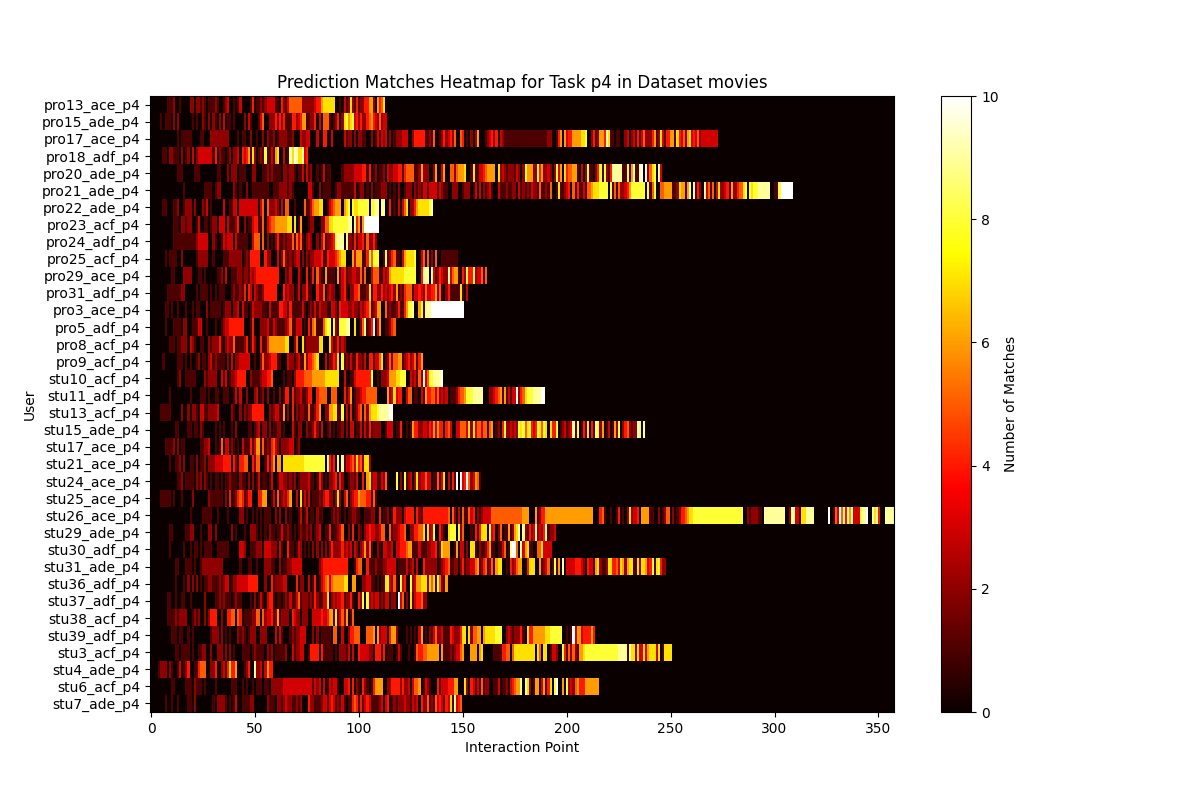 Prediction Matches Heatmap for Task p4 in Dataset movies
pro13_ace_p4
pro15_ade_p4
pro17_ace_p4
pro18_adf_p4
pro20_ade_p4
pro21_ade_p4
pro22_ade_p4
pro23_acf_p4
pro24_adf_p4
pro25_acf_p4
pro29_ace_p4
pro31_adf_p4
pro3_ace_p4
pro5_adf_p4
pro8_acf_p4
pro9_acf_p4
stu10_acf_p4
stu11_adf_p4
stu13_acf_p4
stu15_ade_p4
stu17_ace_p4
stu21_ace_p4
stu24_ace_p4
stu25_ace_p4
stu26_ace_p4
stu29_ade_p4
stu30_adf_p4
stu31_ade_p4
stu36_adf_p4
stu37_adf_p4
stu38_acf_p4
stu39_adf_p4
stu3_acf_p4
stu4_ade_p4
stu6_acf_p4
stu7_ade_p4
User
0 50 100 150 200 250 300 350
Interaction Point
10
8
6
4
2
0
Number of Matches